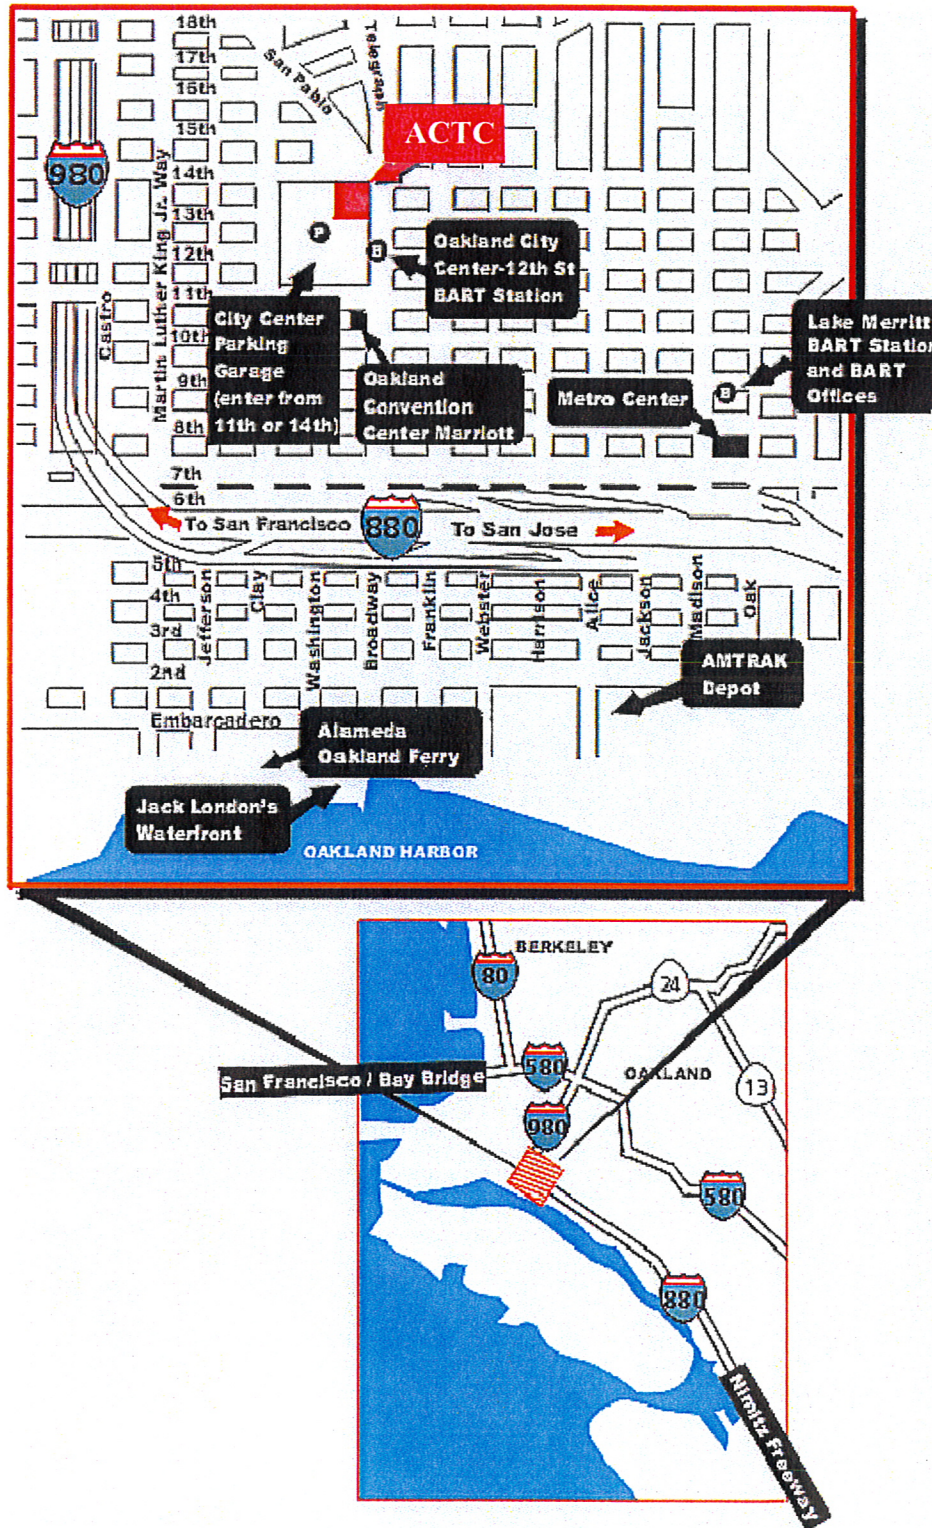 18th
17th
16th
15th
14th
13th
12th
11th
10th
9th
8th
7th
6th
5th
4th
3rd
2nd
Embarcadero
San Pablo
Telegraph
ACTC
980
Martin Luther King Jr. Way
Castro
P
B
Oakland City
Center-12th St
BART Station
City Center
Parking
Garage
(enter from
11th or 14th)
Oakland
Convention
Center Marriott
Metro Center
B
Lake Merritt
BART Station
and BART
Offices
To San Francisco
880
To San Jose
Jefferson
Clay
Washington
Broadway
Frankin
Webster
Harrison
Alice
Jackson
Madison
Oak
AMTRAK
Depot
Alameda
Oakland Ferry
Jack London's
Waterfront
OAKLAND HARBOR
BERKELEY
80
24
580
OAKLAND
13
San Francisco / Bay Bridge
980
580
880
Nimitz Freeway